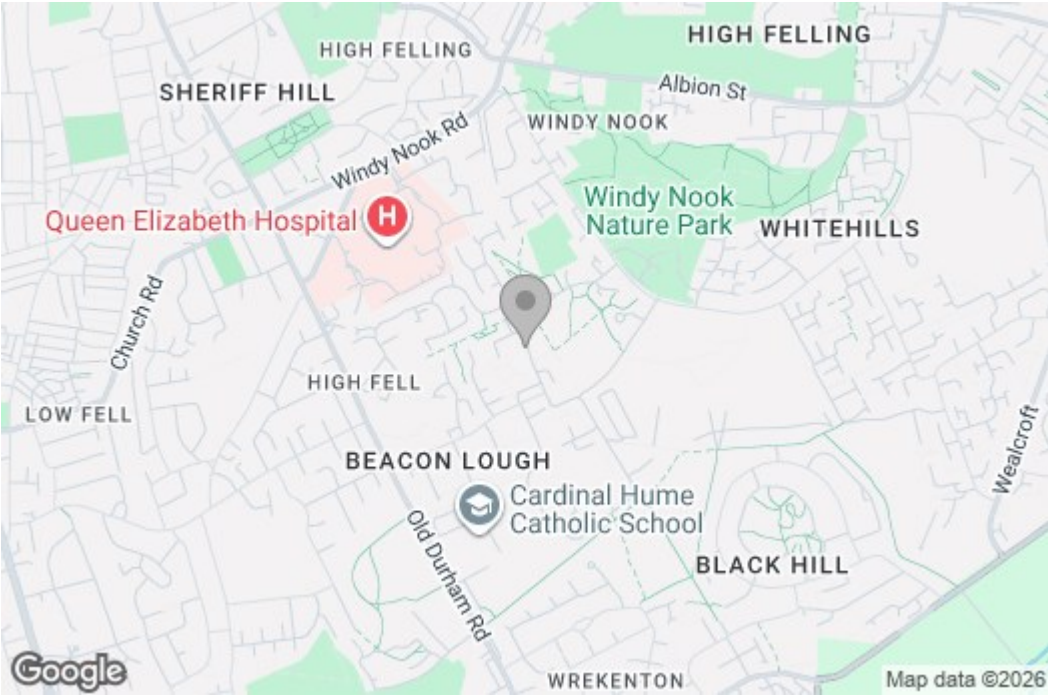 HIGH FELLING
HIGH FELLING
SHERIFF HILL
Albion St
WINDY NOOK
Windy Nook Rd
Windy Nook
Nature Park
Queen Elizabeth Hospital
H
WHITEHILLS
Church Rd
HIGH FELL
LOW FELL
Wealcroft
BEACON LOUGH
Cardinal Hume
Catholic School
Old Durham Rd
BLACK HILL
WREKENTON
Google
Map data ©2026